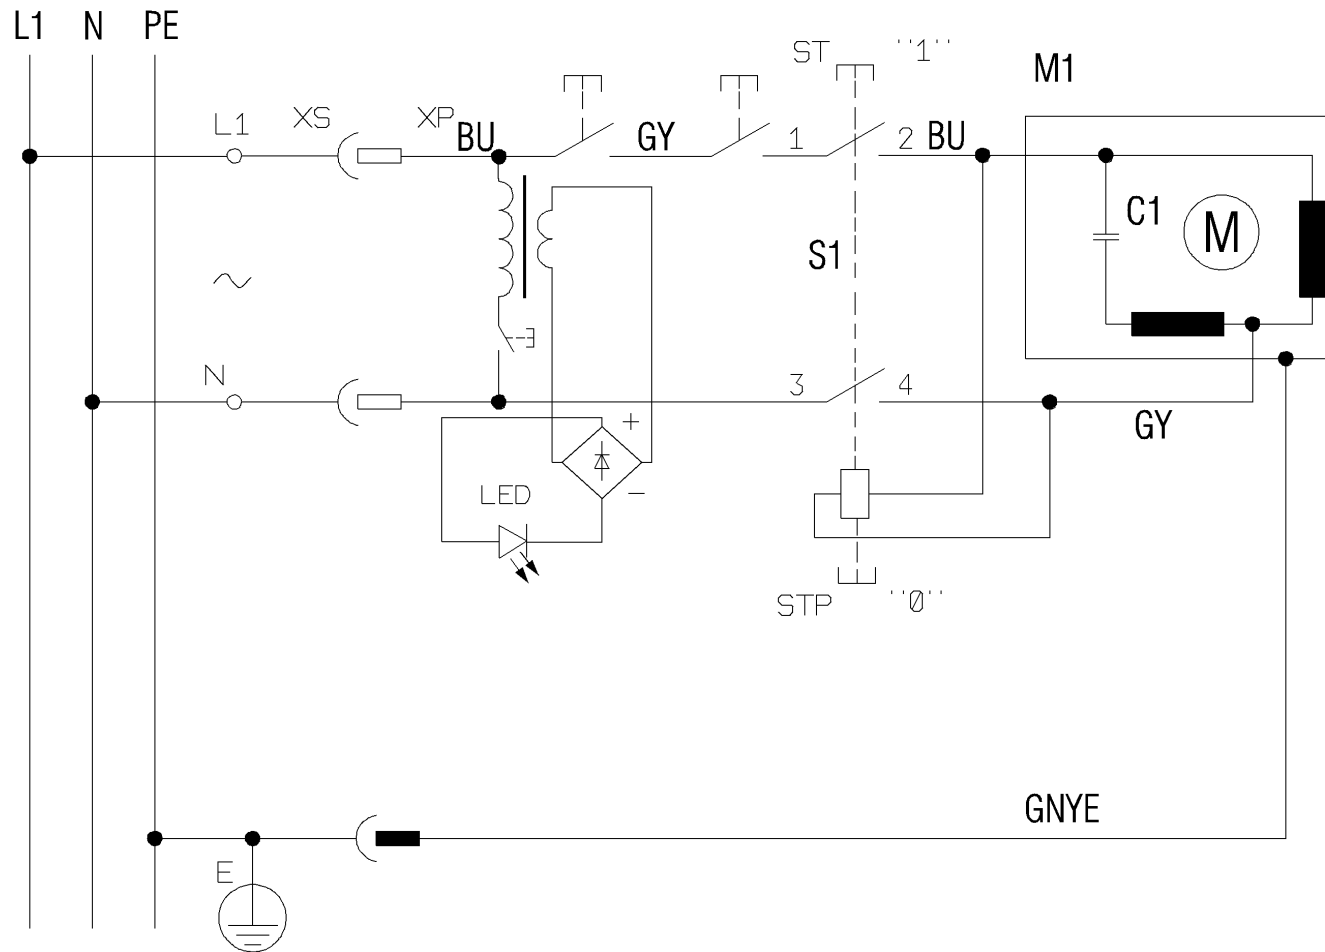 L1 N PE
ST "1"
M1
L1 XS XP BU GY 1 2 BU
C1 M
S1
N 3 4
GY
+
LED -
STP "0"
GNYE
E